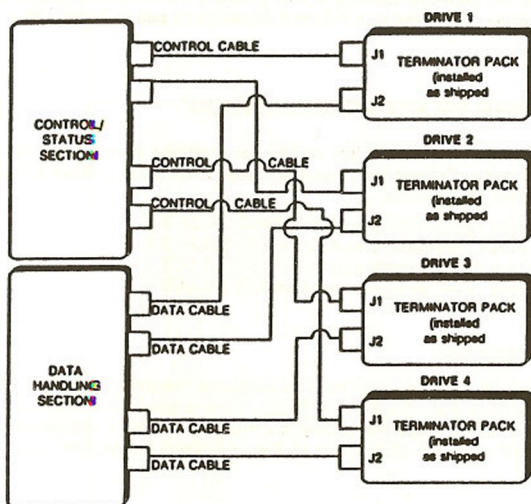 DRIVE 1
CONTROL CABLE
J1
TERMINATOR PACK
(installed
as shipped
J2
CONTROL/
STATUS
SECTION
DRIVE 2
CONTROL CABLE
J1
TERMINATOR PACK
(installed
as shipped
J2
CONTROL CABLE
DRIVE 3
J1
TERMINATOR PACK
(installed
as shipped
J2
DATA CABLE
DATA CABLE
DATA
HANDLING
SECTION
DRIVE 4
J1
TERMINATOR PACK
(installed
as shipped
J2
DATA CABLE
DATA CABLE